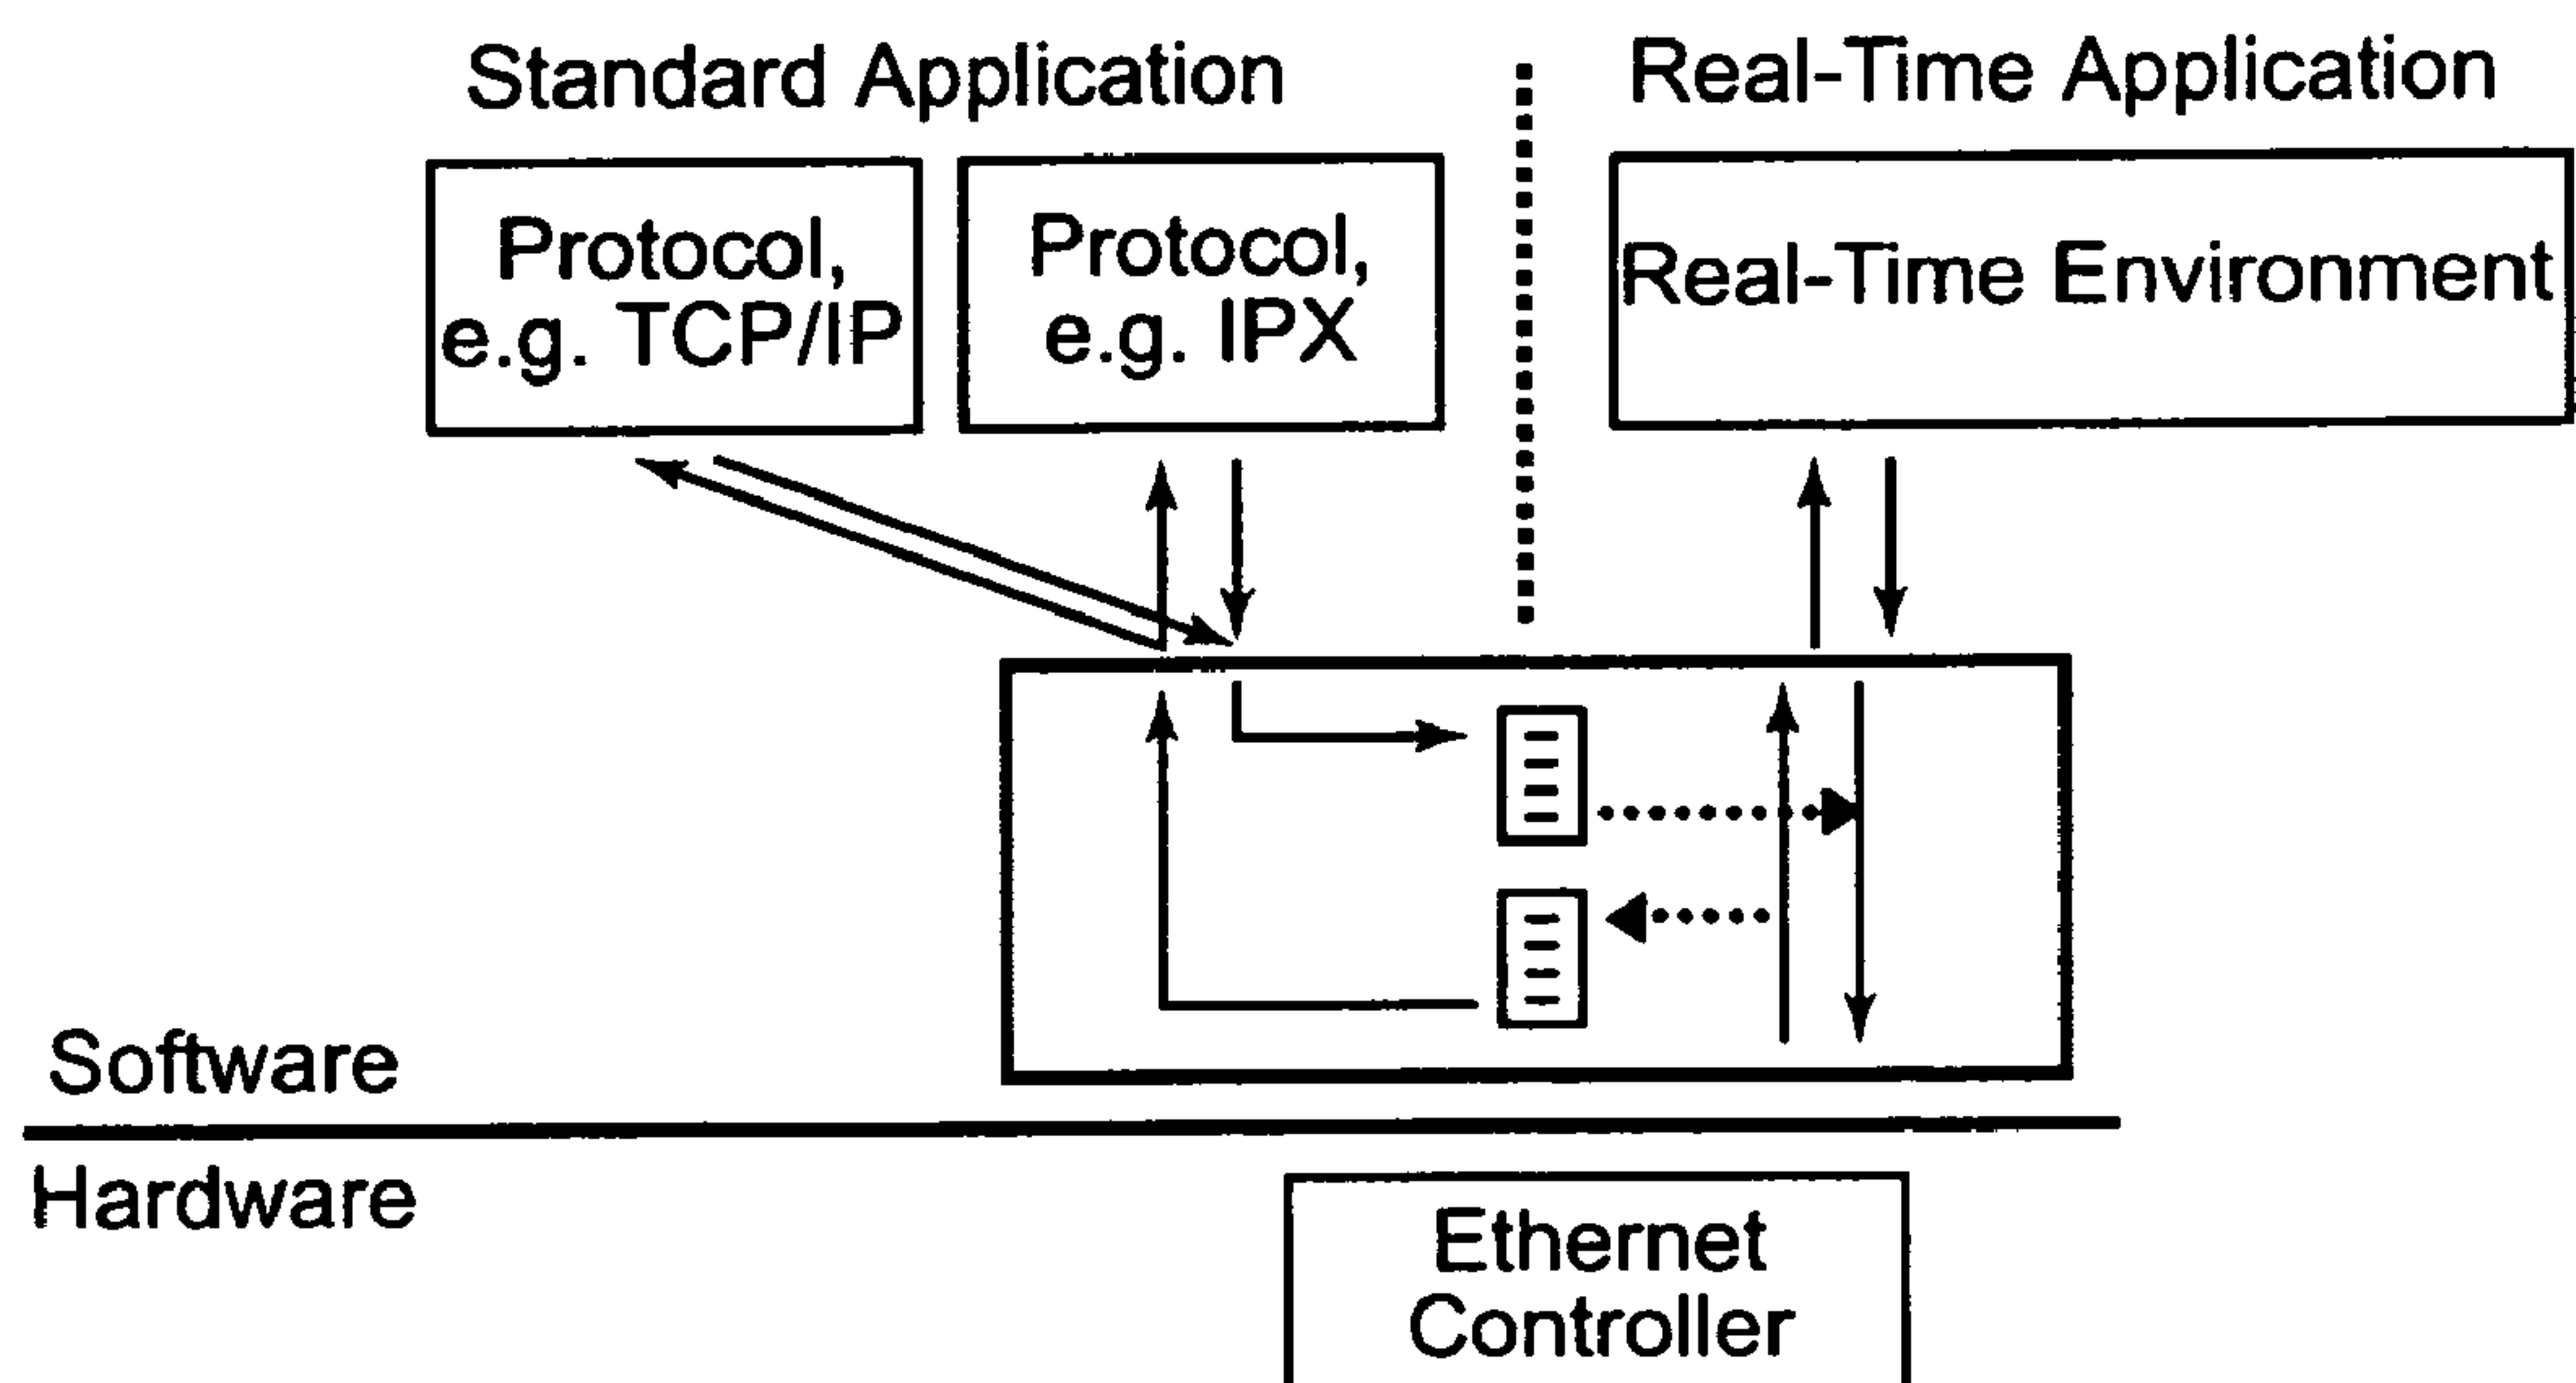 Standard Application
Real-Time Application
Protocol,
e.g. TCP/IP
Protocol,
e.g. IPX
Real-Time Environment
Software
Hardware
Ethernet
Controller